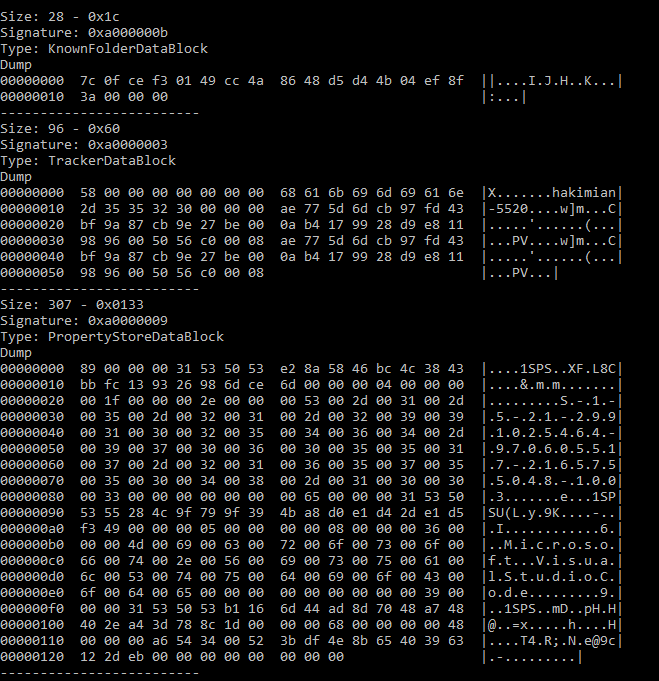 Size: 28 - 0x1c
Signature: 0xa000000b
Type: KnownFolderDataBlock
Dump
00000000  7c 0f ce f3 01 49 cc 4a  86 48 d5 d4 4b 04 ef 8f  ||....I.J.H..K...|
00000010  3a 00 00 00                                       |:...|
-------------------------
Size: 96 - 0x60
Signature: 0xa0000003
Type: TrackerDataBlock
Dump
00000000  58 00 00 00 00 00 00 00  68 61 6b 69 6d 69 61 6e  |X.......hakimian|
00000010  2d 35 35 32 30 00 00 00  ae 77 5d 6d cb 97 fd 43  |-5520....w]m...C|
00000020  bf 9a 87 cb 9e 27 be 00  0a b4 17 99 28 d9 e8 11  |.....'......(...|
00000030  98 96 00 50 56 c0 00 08  ae 77 5d 6d cb 97 fd 43  |...PV....w]m...C|
00000040  bf 9a 87 cb 9e 27 be 00  0a b4 17 99 28 d9 e8 11  |.....'......(...|
00000050  98 96 00 50 56 c0 00 08                           |...PV...|
-------------------------
Size: 307 - 0x0133
Signature: 0xa0000009
Type: PropertyStoreDataBlock
Dump
00000000  89 00 00 00 31 53 50 53  e2 8a 58 46 bc 4c 38 43  |....1SPS..XF.L8C|
00000010  bb fc 13 93 26 98 6d ce  6d 00 00 00 04 00 00 00  |....&.m.m.......|
00000020  00 1f 00 00 00 2e 00 00  00 53 00 2d 00 31 00 2d  |.........S.-.1.-|
00000030  00 35 00 2d 00 32 00 31  00 2d 00 32 00 39 00 39  |.5.-.2.1.-.2.9.9|
00000040  00 31 00 30 00 32 00 35  00 34 00 36 00 34 00 2d  |.1.0.2.5.4.6.4.-|
00000050  00 39 00 37 00 30 00 36  00 30 00 35 00 35 00 31  |.9.7.0.6.0.5.5.1|
00000060  00 37 00 2d 00 32 00 31  00 36 00 35 00 37 00 35  |.7.-.2.1.6.5.7.5|
00000070  00 35 00 30 00 34 00 38  00 2d 00 31 00 30 00 30  |.5.0.4.8.-.1.0.0|
00000080  00 33 00 00 00 00 00 00  00 65 00 00 00 31 53 50  |.3.......e...1SP|
00000090  53 55 28 4c 9f 79 9f 39  4b a8 d0 e1 d4 2d e1 d5  |SU(L.y.9K....-..|
000000a0  f3 49 00 00 00 05 00 00  00 00 08 00 00 00 36 00  |.I............6.|
000000b0  00 00 4d 00 69 00 63 00  72 00 6f 00 73 00 6f 00  |..M.i.c.r.o.s.o.|
000000c0  66 00 74 00 2e 00 56 00  69 00 73 00 75 00 61 00  |f.t...V.i.s.u.a.|
000000d0  6c 00 53 00 74 00 75 00  64 00 69 00 6f 00 43 00  |l.S.t.u.d.i.o.C.|
000000e0  6f 00 64 00 65 00 00 00  00 00 00 00 00 00 39 00  |o.d.e.........9.|
000000f0  00 00 31 53 50 53 b1 16  6d 44 ad 8d 70 48 a7 48  |..1SPS..mD..pH.H|
00000100  40 2e a4 3d 78 8c 1d 00  00 00 68 00 00 00 00 48  |@..=x.....h....H|
00000110  00 00 00 a6 54 34 00 52  3b df 4e 8b 65 40 39 63  |....T4.R;.N.e@9c|
00000120  12 2d eb 00 00 00 00 00  00 00 00                 |.-.........|
-------------------------